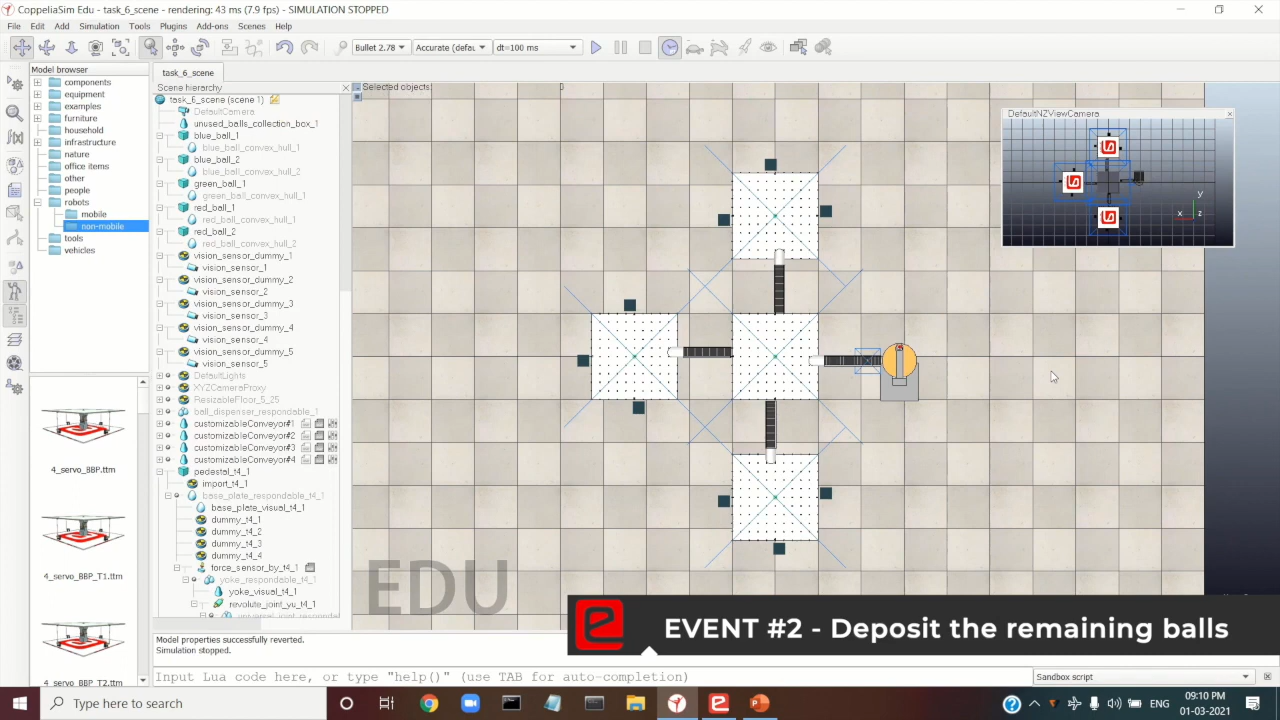 CoppeliaSim Edu - task_6_scene - rendering: 43 ms (7.9 fps) - SIMULATION STOPPED
File Edit Add Simulation Tools Plugins Add-ons Scenes Help
Bullet 2.78 Accurate (defau dt=100 ms
Model browser
components
equipment
examples
furniture
household
infrastructure
nature
office items
other
people
robots
mobile
non-mobile
tools
vehicles
4_servo_BBP.ttm
4_servo_BBP_T1.ttm
4_servo_BBP_T2.ttm
task_6_scene
Scene hierarchy
task_6_scene (scene 1)
DefaultCamera
unused_balls_collection_box_1
blue_ball_1
blue_ball_convex_hull_1
blue_ball_2
blue_ball_convex_hull_2
green_ball_1
green_ball_convex_hull_1
red_ball_1
red_ball_convex_hull_1
red_ball_2
red_ball_convex_hull_2
vision_sensor_dummy_1
vision_sensor_1
vision_sensor_dummy_2
vision_sensor_2
vision_sensor_dummy_3
vision_sensor_3
vision_sensor_dummy_4
vision_sensor_4
vision_sensor_dummy_5
vision_sensor_5
DefaultLights
XYZCameraProxy
ResizableFloor_5_25
ball_dispenser_respondable_1
customizableConveyor#1
customizableConveyor#2
customizableConveyor#3
customizableConveyor#4
pedestal_t4_1
import_t4_1
base_plate_respondable_t4_1
base_plate_visual_t4_1
dummy_t4_1
dummy_t4_2
dummy_t4_3
dummy_t4_4
force_sensor_by_t4_1
yoke_respondable_t4_1
yoke_visual_t4_1
revolute_joint_yu_t4_1
Selected objects: 0
DefaultNZViewCamera
y
x z
EDU
EVENT #2 - Deposit the remaining balls
Model properties successfully reverted.
Simulation stopped.
Input Lua code here, or type "help()" (use TAB for auto-completion)
Sandbox script
Type here to search
ENG
09:10 PM
01-03-2021